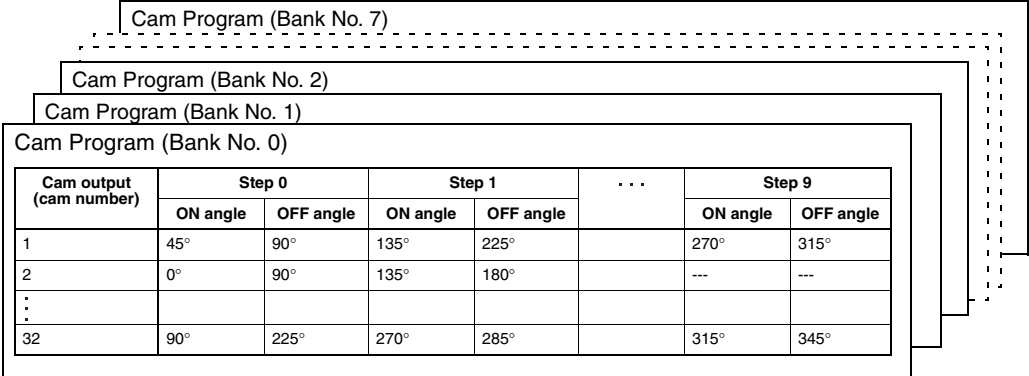 Cam Program (Bank No. 7)
Cam Program (Bank No. 2)
Cam Program (Bank No. 1)
Cam Program (Bank No. 0)
Cam output (cam number) Step 0 Step 1 . . . Step 9
ON angle OFF angle ON angle OFF angle ON angle OFF angle
1 45° 90° 135° 225° 270° 315°
2 0° 90° 135° 180° --- ---
⋮
32 90° 225° 270° 285° 315° 345°